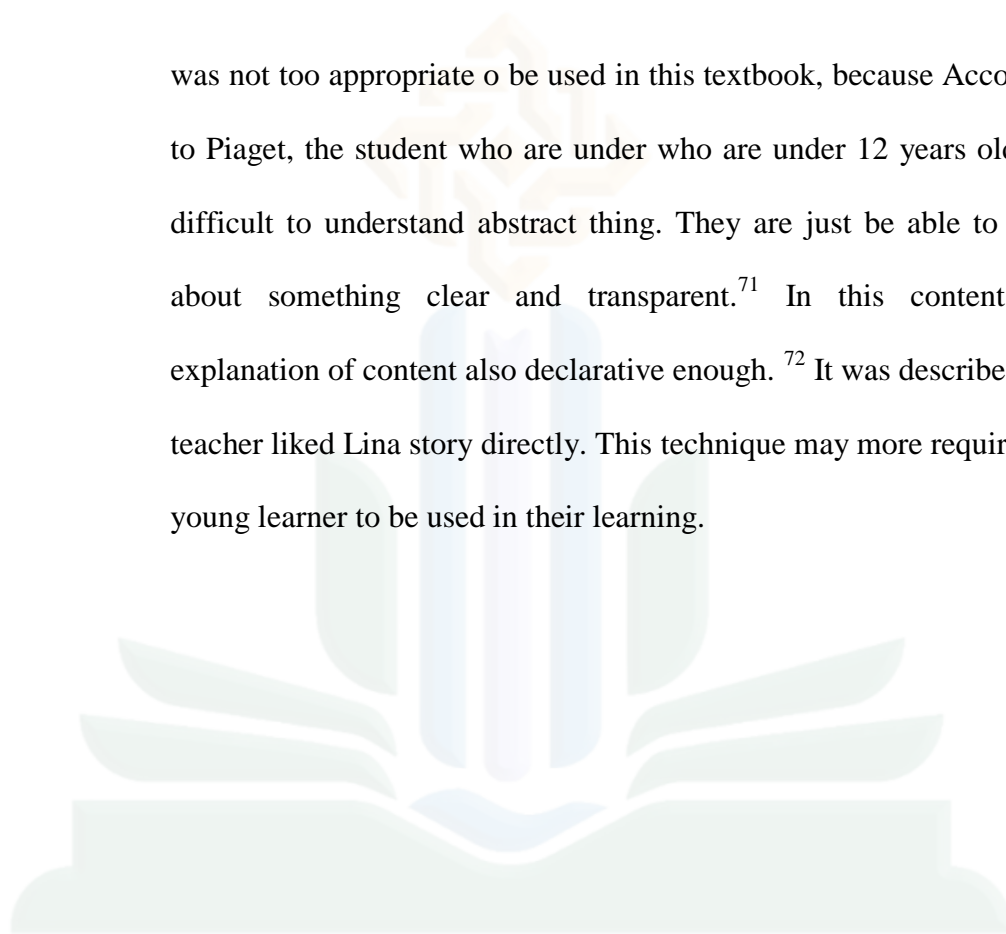 was not too appropriate o be used in this textbook, because Acco
to Piaget, the student who are under who are under 12 years old
difficult to understand abstract thing. They are just be able to
about something clear and transparent.71 In this content
explanation of content also declarative enough. 72 It was describe
teacher liked Lina story directly. This technique may more requir
young learner to be used in their learning.